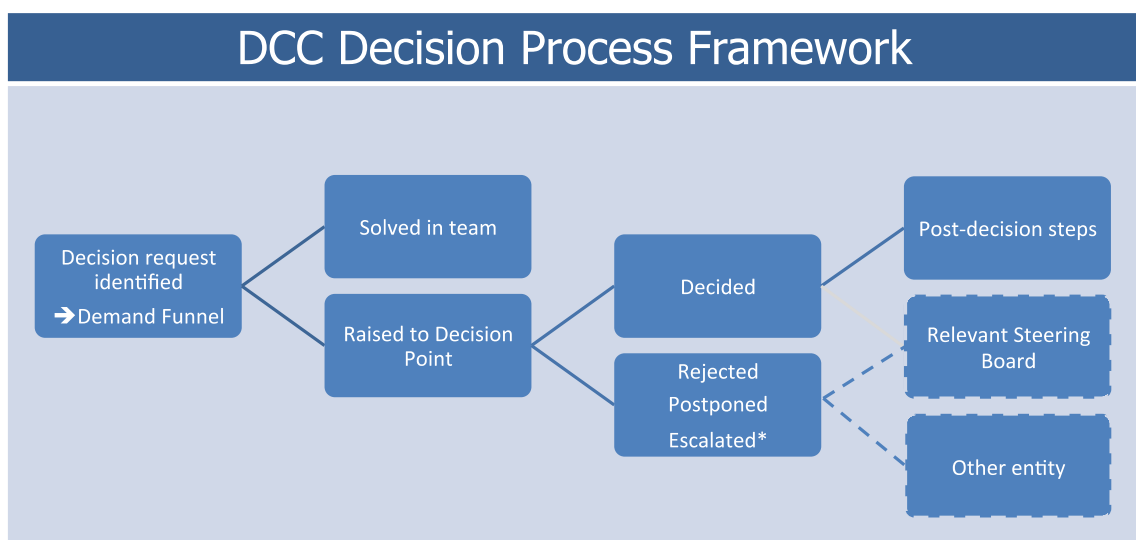 DCC Decision Process Framework
Decision request
identified
➔Demand Funnel
Solved in team
Raised to Decision
Point
Decided
Rejected
Postponed
Escalated*
Post-decision steps
Relevant Steering
Board
Other entity